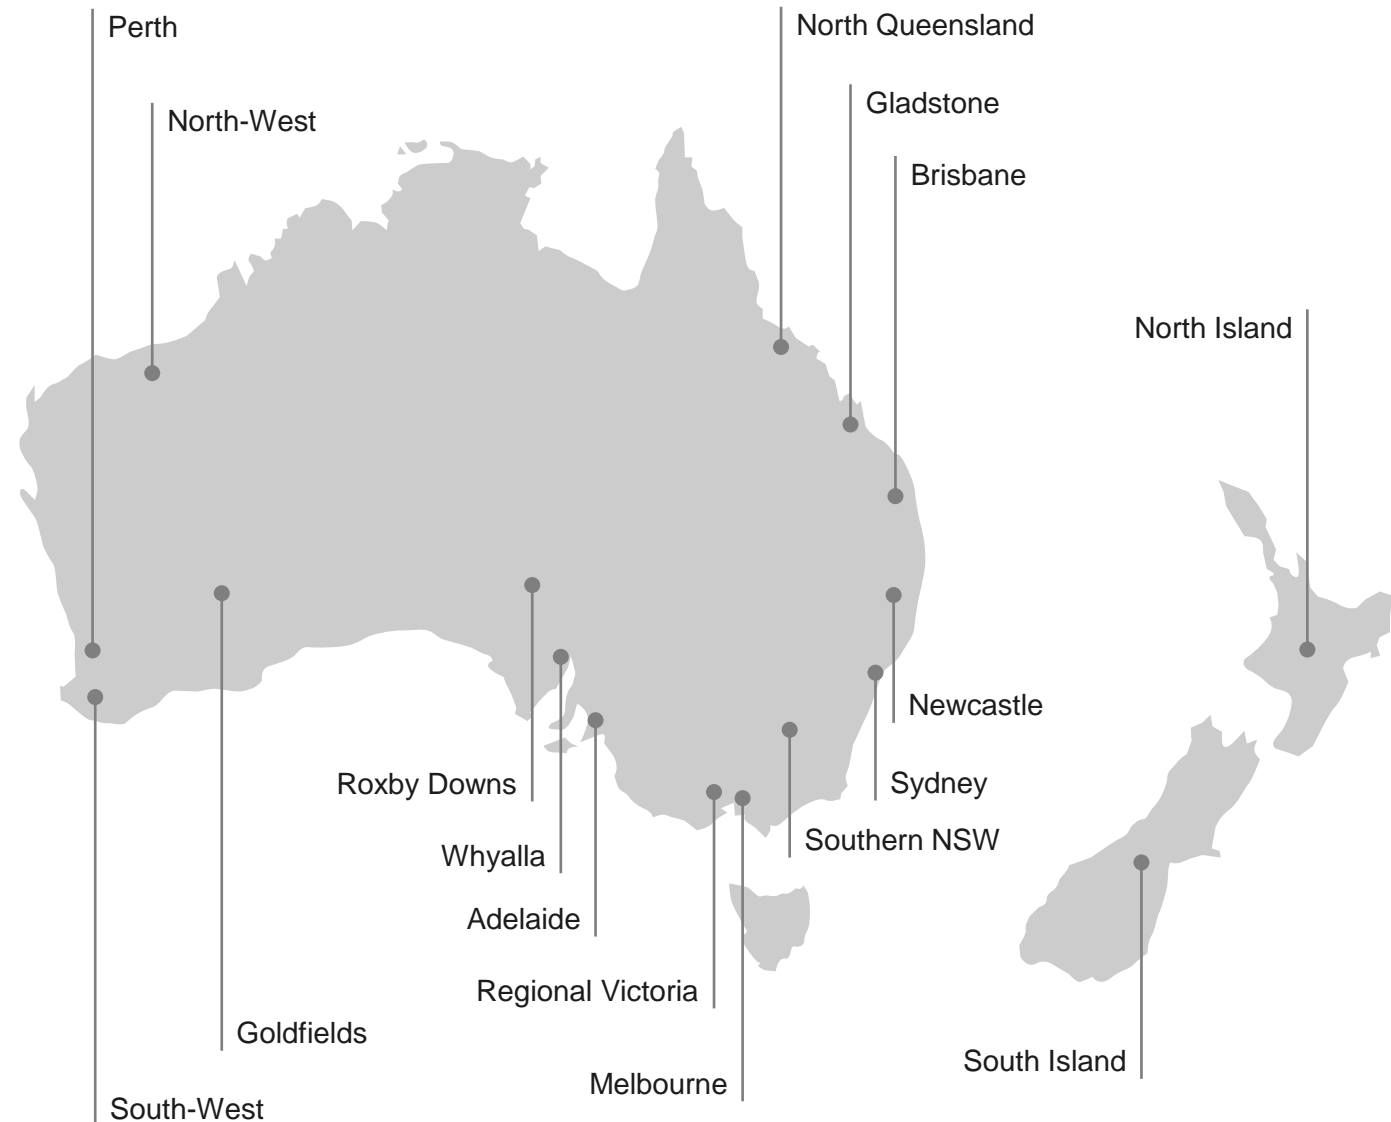 Perth
North Queensland
Gladstone
North-West
Brisbane
North Island
Newcastle
Roxby Downs
Sydney
Southern NSW
Whyalla
Adelaide
Regional Victoria
Goldfields
South Island
Melbourne
South-West